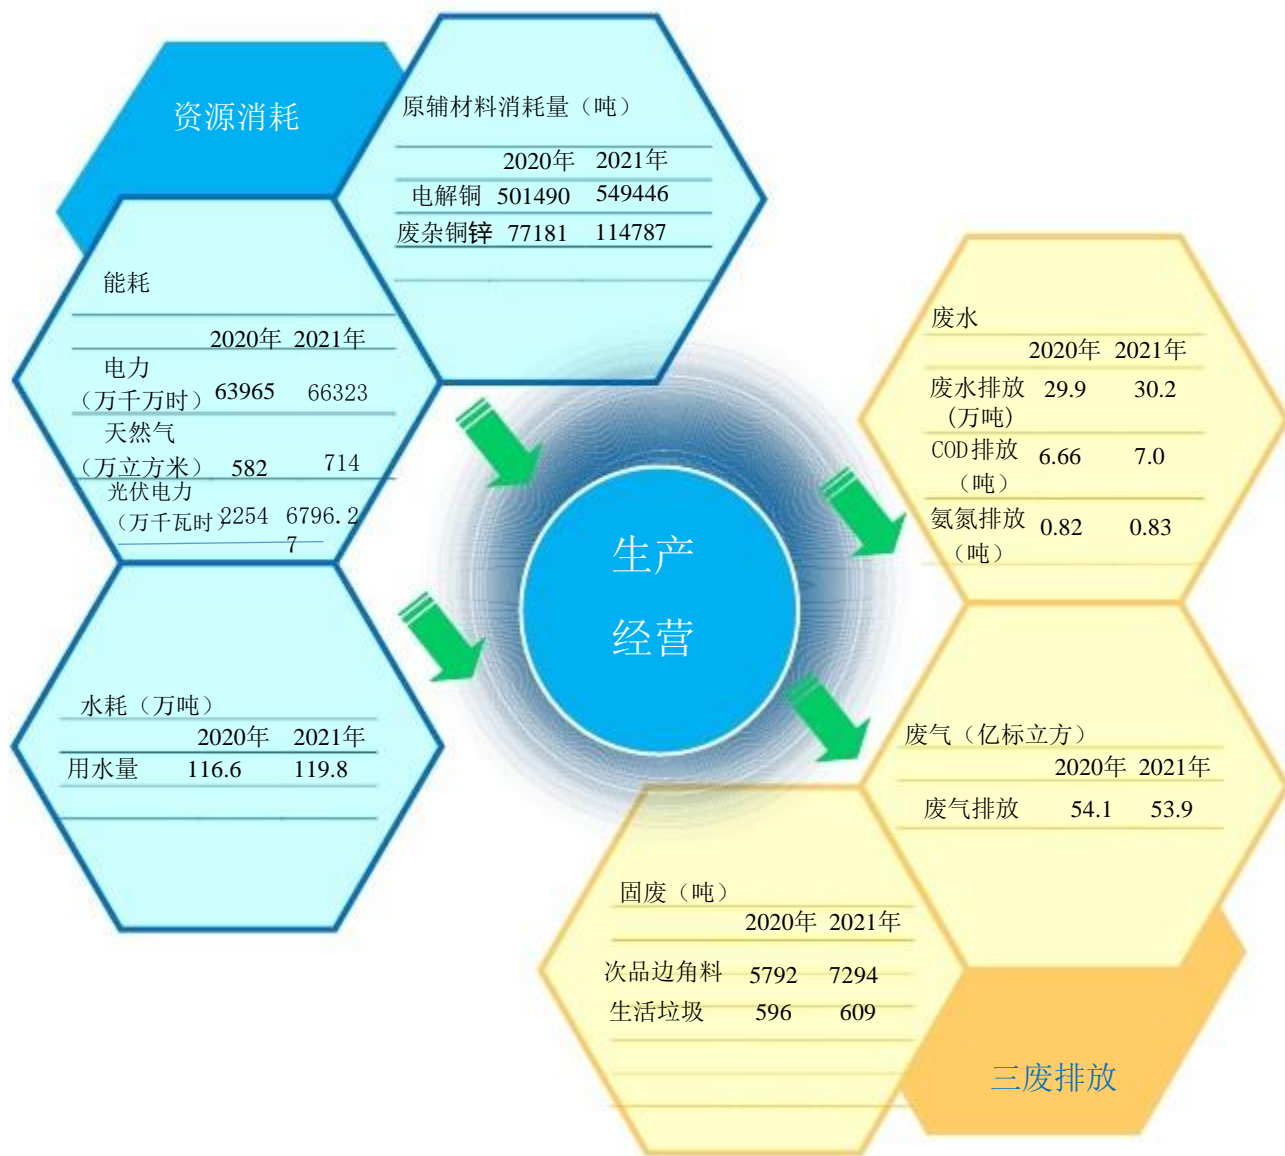 资源消耗
原辅材料消耗量（吨）
2020年 2021年
电解铜 501490 549446
废杂铜锌 77181 114787
能耗
2020年 2021年
电力
（万千万时） 63965 66323
天然气
（万立方米） 582 714
光伏电力
（万千瓦时） 2254 6796.2
7
水耗（万吨）
2020年 2021年
用水量 116.6 119.8
生产
经营
废水
2020年 2021年
废水排放 29.9 30.2
（万吨）
COD排放 6.66 7.0
（吨）
氨氮排放 0.82 0.83
（吨）
废气（亿标立方）
2020年 2021年
废气排放 54.1 53.9
固废（吨）
2020年 2021年
次品边角料 5792 7294
生活垃圾 596 609
三废排放